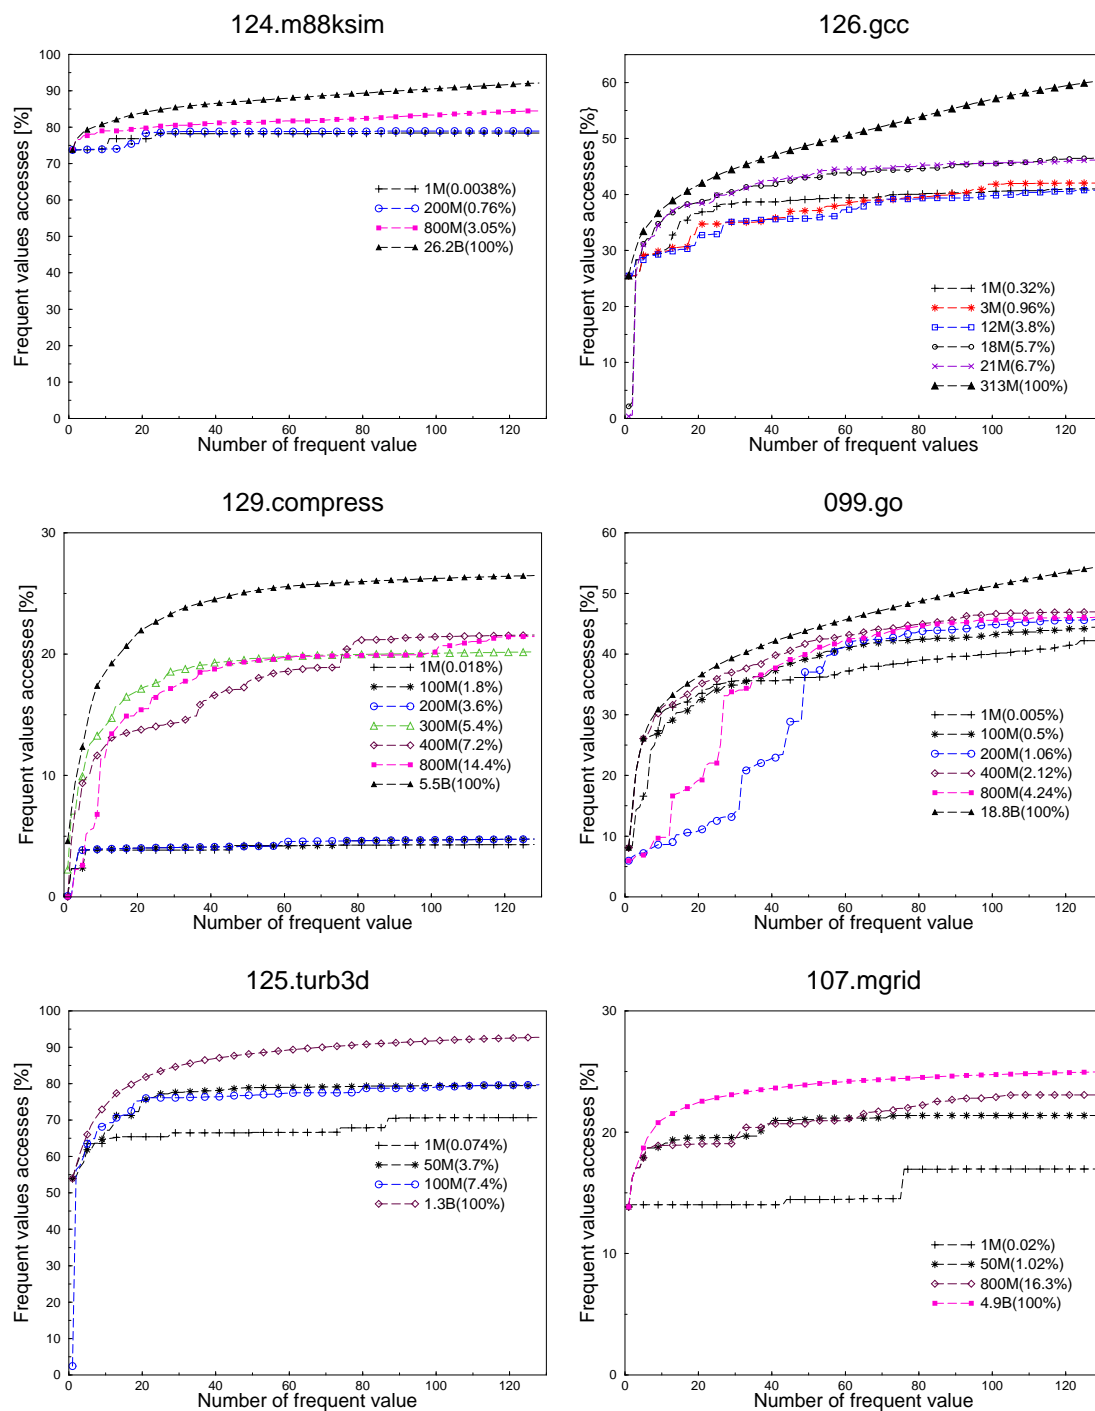 124.m88ksim
Frequent values accesses [%]
100
90
80
70
60
50
40
30
20
10
0
1M(0.0038%)
200M(0.76%)
800M(3.05%)
26.2B(100%)
0 20 40 60 80 100 120
Number of frequent value
126.gcc
Frequent values accesses [%}
60
50
40
30
20
10
0
1M(0.32%)
3M(0.96%)
12M(3.8%)
18M(5.7%)
21M(6.7%)
313M(100%)
0 20 40 60 80 100 120
Number of frequent values
129.compress
Frequent values accesses [%]
30
20
10
0
1M(0.018%)
100M(1.8%)
200M(3.6%)
300M(5.4%)
400M(7.2%)
800M(14.4%)
5.5B(100%)
0 20 40 60 80 100 120
Number of frequent value
099.go
Frequent values accesses [%]
60
50
40
30
20
10
0
1M(0.005%)
100M(0.5%)
200M(1.06%)
400M(2.12%)
800M(4.24%)
18.8B(100%)
0 20 40 60 80 100 120
Number of frequent value
125.turb3d
Frequent values accesses [%]
100
90
80
70
60
50
40
30
20
10
0
1M(0.074%)
50M(3.7%)
100M(7.4%)
1.3B(100%)
0 20 40 60 80 100 120
Number of frequent value
107.mgrid
Frequent values accesses [%]
30
20
10
0
1M(0.02%)
50M(1.02%)
800M(16.3%)
4.9B(100%)
0 20 40 60 80 100 120
Number of frequent value